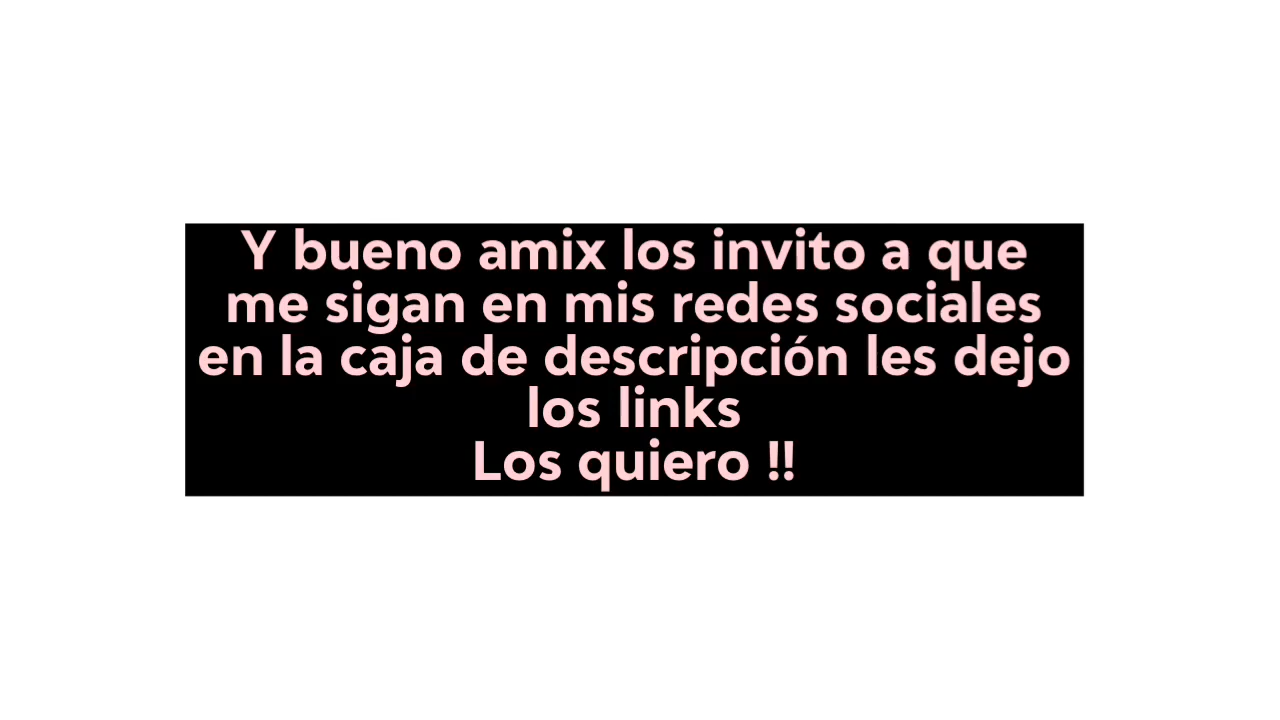 Y bueno amix los invito a que
me sigan en mis redes sociales
en la caja de descripción les dejo
los links
Los quiero !!